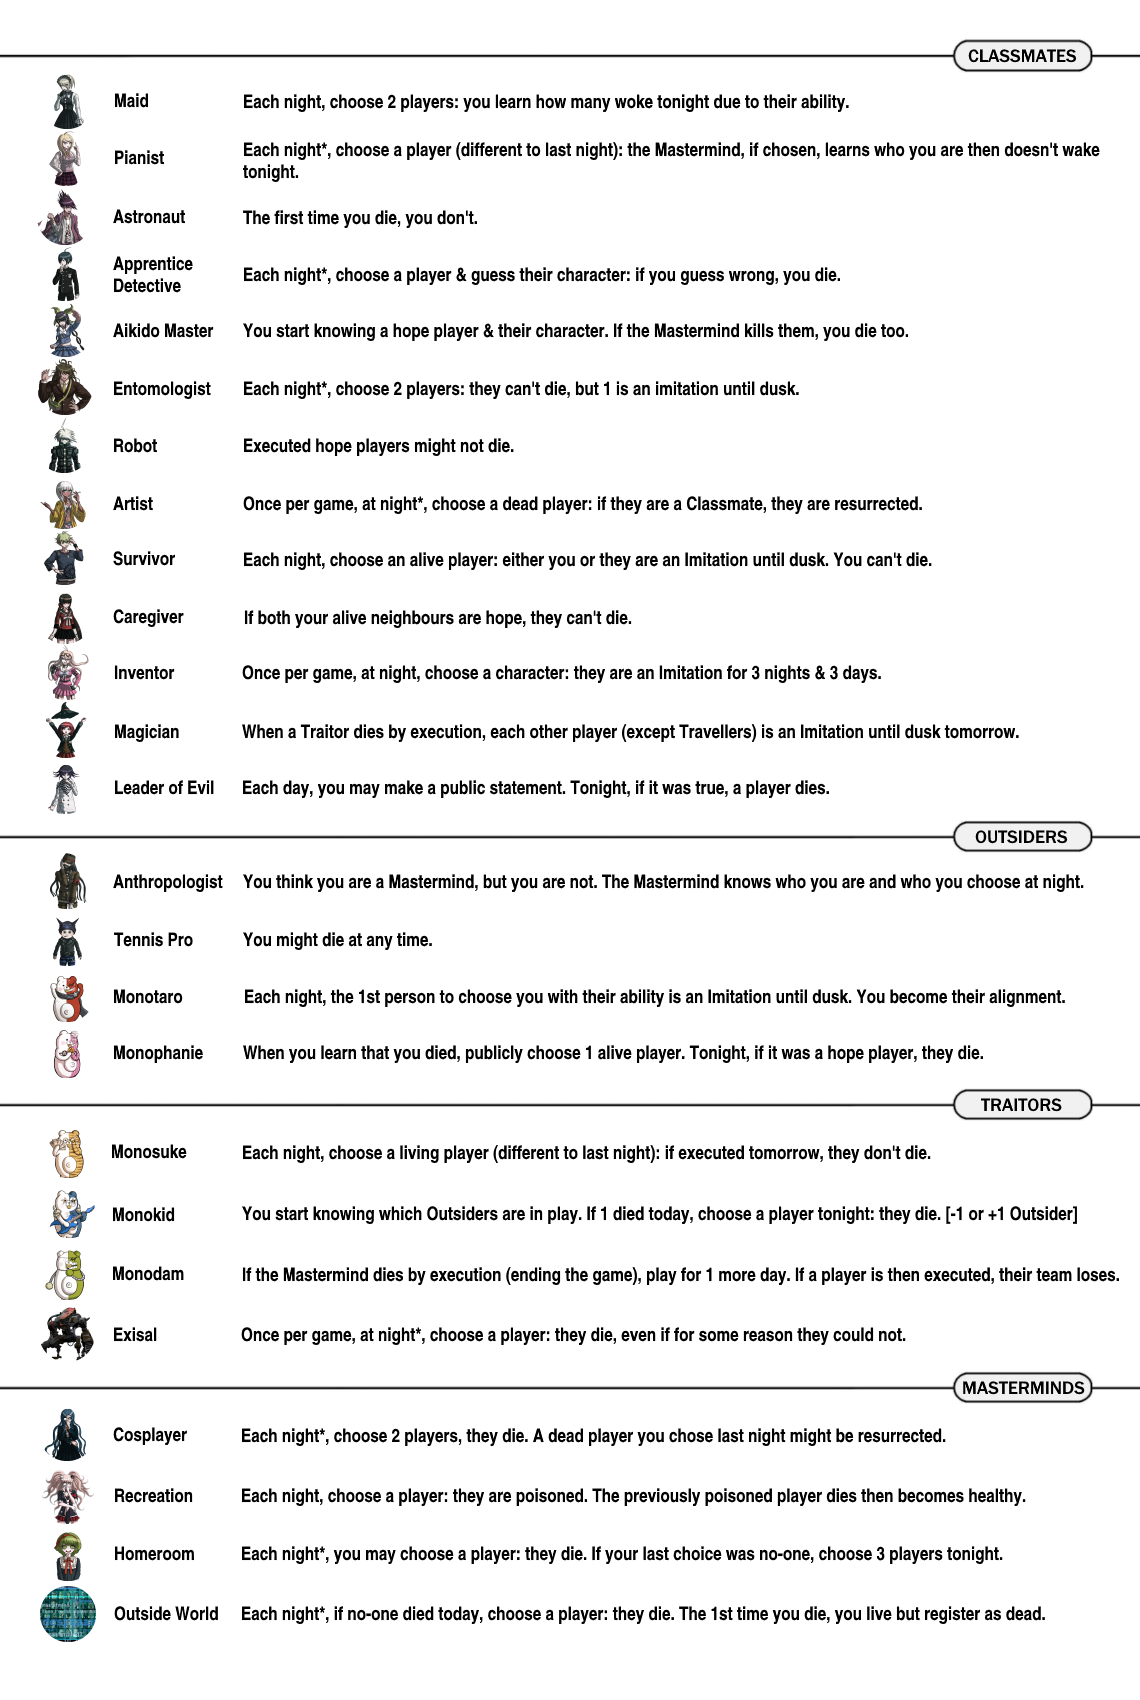 CLASSMATES
Maid Each night, choose 2 players: you learn how many woke tonight due to their ability.
Pianist Each night*, choose a player (different to last night): the Mastermind, if chosen, learns who you are then doesn't wake
tonight.
Astronaut The first time you die, you don't.
Apprentice
Detective Each night*, choose a player & guess their character: if you guess wrong, you die.
Aikido Master You start knowing a hope player & their character. If the Mastermind kills them, you die too.
Entomologist Each night*, choose 2 players: they can't die, but 1 is an imitation until dusk.
Robot Executed hope players might not die.
Artist Once per game, at night*, choose a dead player: if they are a Classmate, they are resurrected.
Survivor Each night, choose an alive player: either you or they are an Imitation until dusk. You can't die.
Caregiver If both your alive neighbours are hope, they can't die.
Inventor Once per game, at night, choose a character: they are an Imitation for 3 nights & 3 days.
Magician When a Traitor dies by execution, each other player (except Travellers) is an Imitation until dusk tomorrow.
Leader of Evil Each day, you may make a public statement. Tonight, if it was true, a player dies.
OUTSIDERS
Anthropologist You think you are a Mastermind, but you are not. The Mastermind knows who you are and who you choose at night.
Tennis Pro You might die at any time.
Monotaro Each night, the 1st person to choose you with their ability is an Imitation until dusk. You become their alignment.
Monophanie When you learn that you died, publicly choose 1 alive player. Tonight, if it was a hope player, they die.
TRAITORS
Monosuke Each night, choose a living player (different to last night): if executed tomorrow, they don't die.
Monokid You start knowing which Outsiders are in play. If 1 died today, choose a player tonight: they die. [-1 or +1 Outsider]
Monodam If the Mastermind dies by execution (ending the game), play for 1 more day. If a player is then executed, their team loses.
Exisal Once per game, at night*, choose a player: they die, even if for some reason they could not.
MASTERMINDS
Cosplayer Each night*, choose 2 players, they die. A dead player you chose last night might be resurrected.
Recreation Each night, choose a player: they are poisoned. The previously poisoned player dies then becomes healthy.
Homeroom Each night*, you may choose a player: they die. If your last choice was no-one, choose 3 players tonight.
Outside World Each night*, if no-one died today, choose a player: they die. The 1st time you die, you live but register as dead.